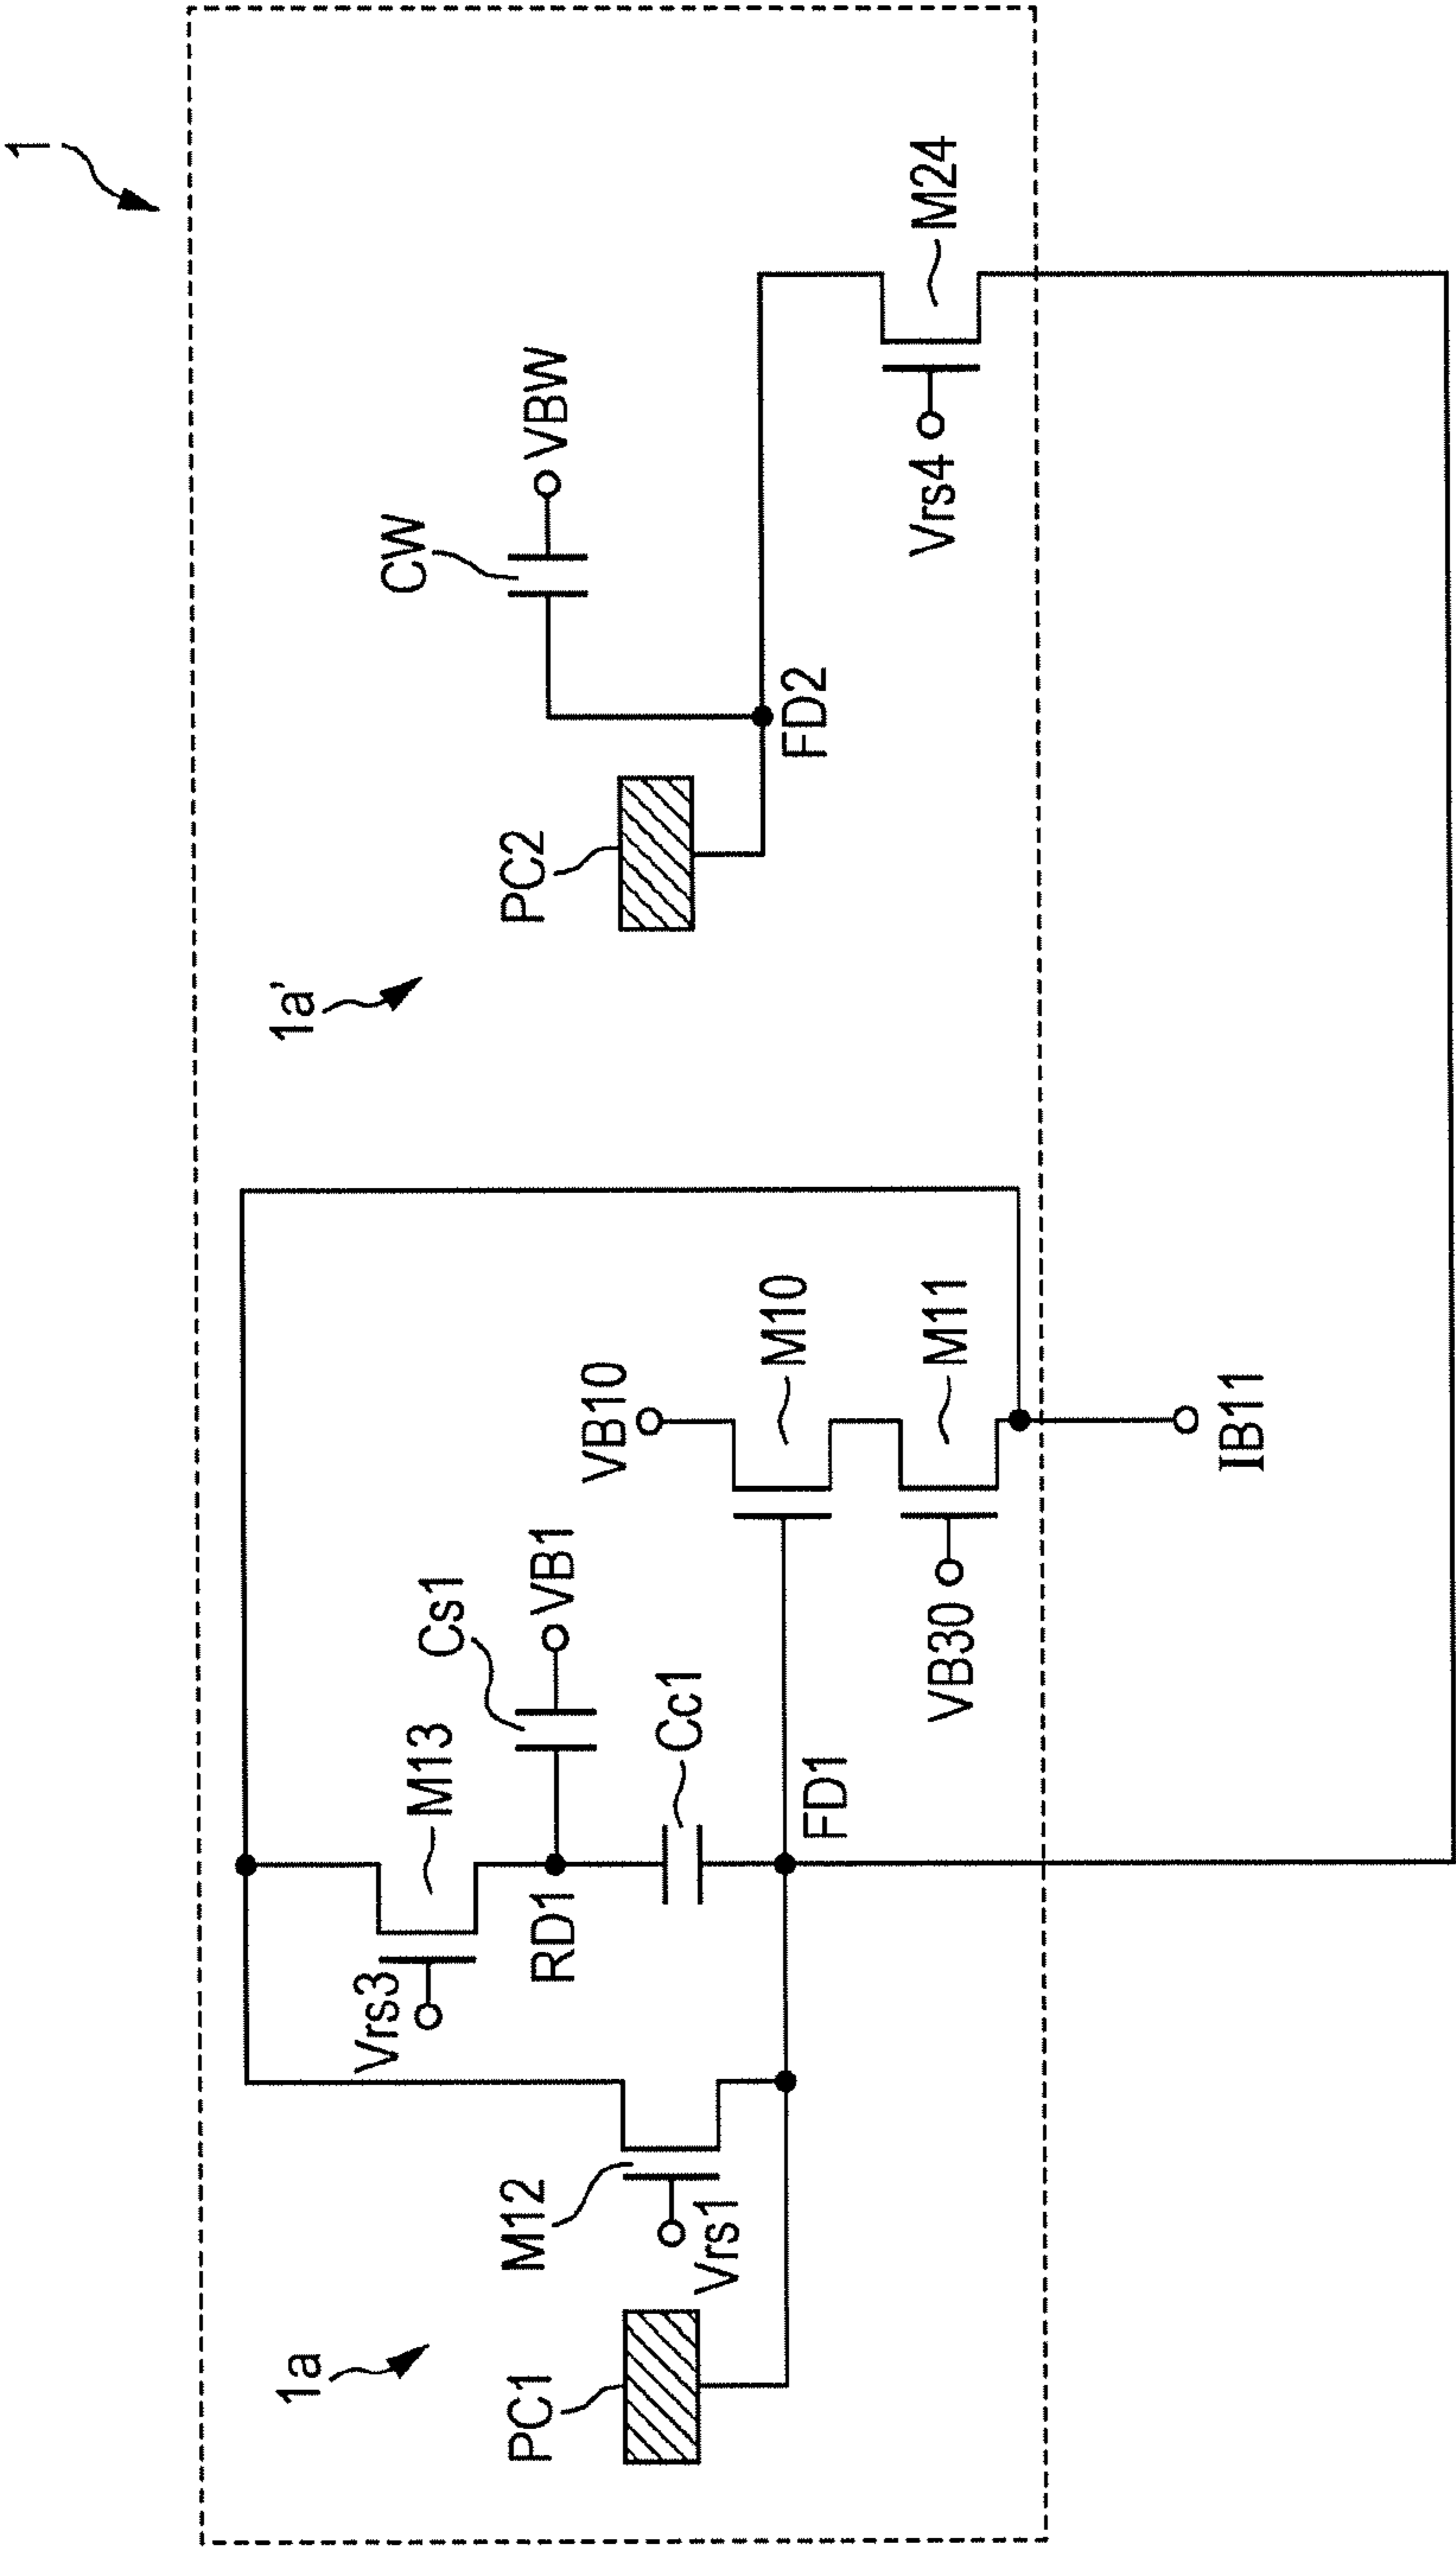 1
1a
1a'
PC1
M12
Vrs1
Vrs3
M13
RD1
Cs1
VB1
Cc1
FD1
VB10
M10
VB30
M11
IB11
PC2
CW
VBW
FD2
Vrs4
M24